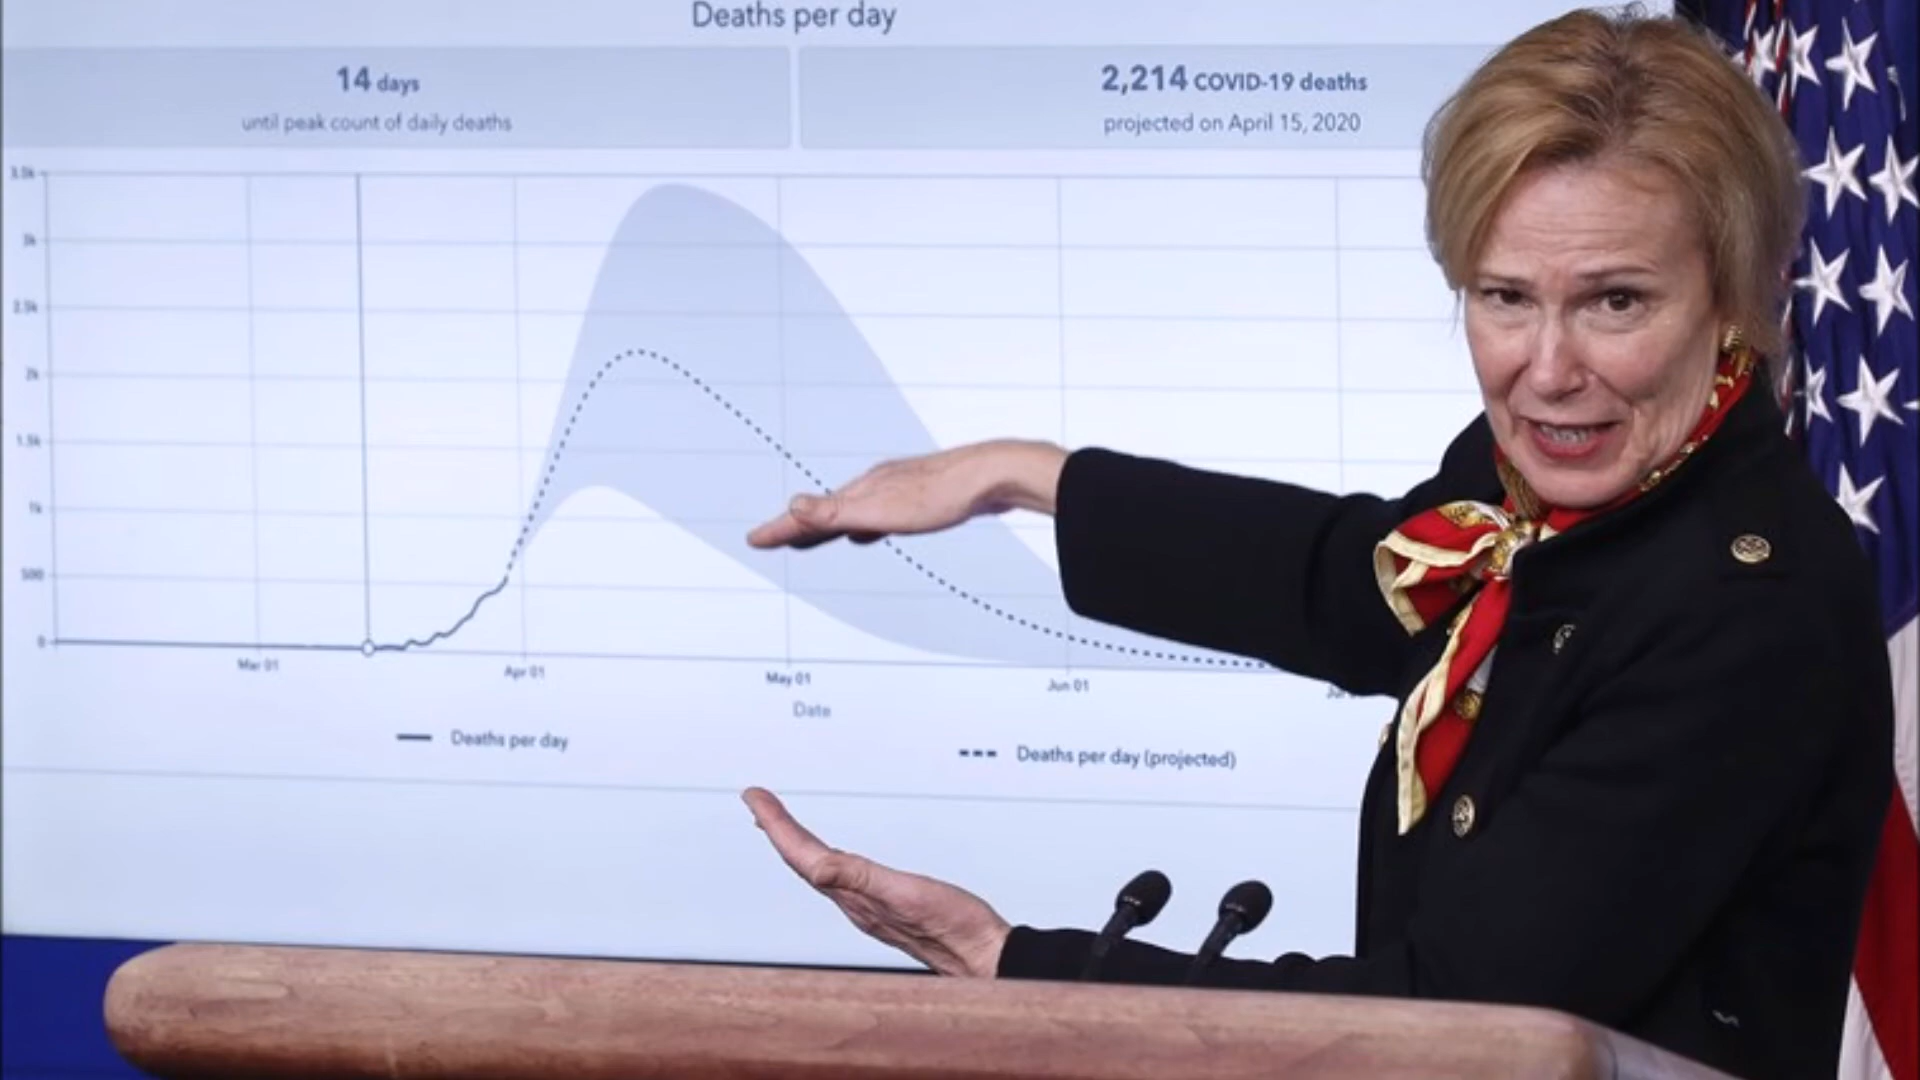 Deaths per day
14 days
until peak count of daily deaths
2,214 COVID-19 deaths
projected on April 15, 2020
3.5k
3k
2.5k
2k
1.5k
1k
500
0
Mar 01
Apr 01
May 01
Jun 01
Date
Deaths per day
Deaths per day (projected)